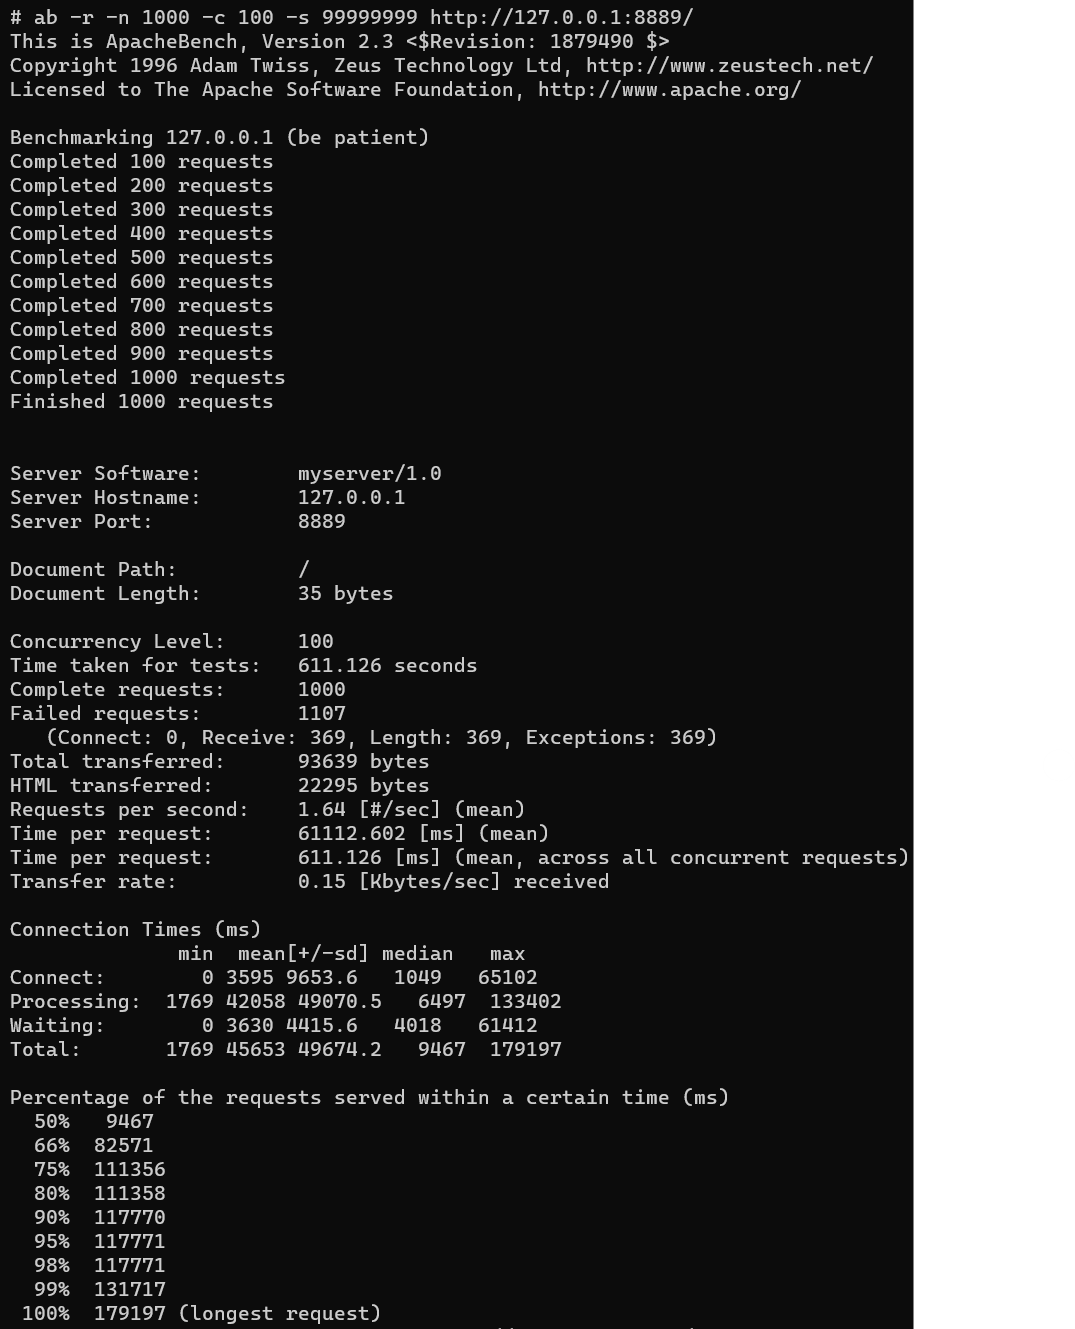 # ab -r -n 1000 -c 100 -s 99999999 http://127.0.0.1:8889/
This is ApacheBench, Version 2.3 <$Revision: 1879490 $>
Copyright 1996 Adam Twiss, Zeus Technology Ltd, http://www.zeustech.net/
Licensed to The Apache Software Foundation, http://www.apache.org/

Benchmarking 127.0.0.1 (be patient)
Completed 100 requests
Completed 200 requests
Completed 300 requests
Completed 400 requests
Completed 500 requests
Completed 600 requests
Completed 700 requests
Completed 800 requests
Completed 900 requests
Completed 1000 requests
Finished 1000 requests


Server Software:        myserver/1.0
Server Hostname:        127.0.0.1
Server Port:            8889

Document Path:          /
Document Length:        35 bytes

Concurrency Level:      100
Time taken for tests:   611.126 seconds
Complete requests:      1000
Failed requests:        1107
   (Connect: 0, Receive: 369, Length: 369, Exceptions: 369)
Total transferred:      93639 bytes
HTML transferred:       22295 bytes
Requests per second:    1.64 [#/sec] (mean)
Time per request:       61112.602 [ms] (mean)
Time per request:       611.126 [ms] (mean, across all concurrent requests)
Transfer rate:          0.15 [Kbytes/sec] received

Connection Times (ms)
              min  mean[+/-sd] median   max
Connect:        0 3595 9653.6   1049   65102
Processing:  1769 42058 49070.5   6497  133402
Waiting:        0 3630 4415.6   4018   61412
Total:       1769 45653 49674.2   9467  179197

Percentage of the requests served within a certain time (ms)
  50%   9467
  66%  82571
  75%  111356
  80%  111358
  90%  117770
  95%  117771
  98%  117771
  99%  131717
 100%  179197 (longest request)